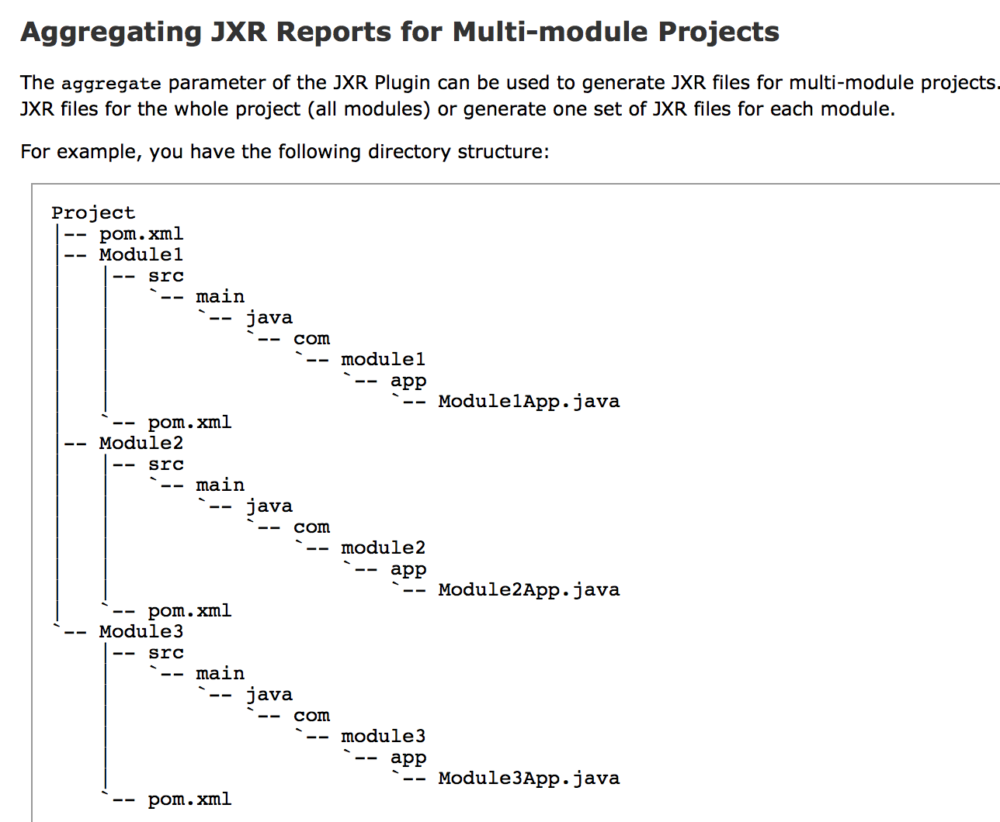 Aggregating JXR Reports for Multi-module Projects
The aggregate parameter of the JXR Plugin can be used to generate JXR files for multi-module projects.
JXR files for the whole project (all modules) or generate one set of JXR files for each module.
For example, you have the following directory structure:
Project
|-- pom.xml
|-- Module1
|   |-- src
|   |   `-- main
|   |       `-- java
|   |           `-- com
|   |               `-- module1
|   |                   `-- app
|   |                       `-- Module1App.java
|   `-- pom.xml
|-- Module2
|   |-- src
|   |   `-- main
|   |       `-- java
|   |           `-- com
|   |               `-- module2
|   |                   `-- app
|   |                       `-- Module2App.java
|   `-- pom.xml
`-- Module3
    |-- src
    |   `-- main
    |       `-- java
    |           `-- com
    |               `-- module3
    |                   `-- app
    |                       `-- Module3App.java
    `-- pom.xml